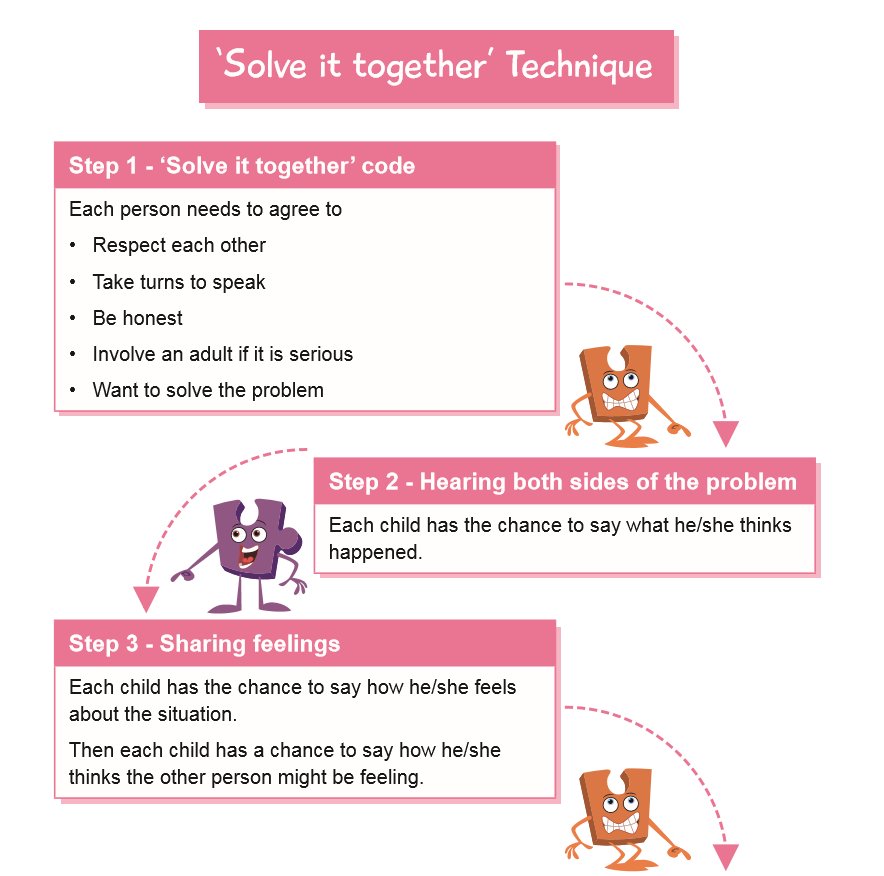 ‘Solve it together’ Technique
Step 1 - ‘Solve it together’ code
Each person needs to agree to
• Respect each other
• Take turns to speak
• Be honest
• Involve an adult if it is serious
• Want to solve the problem
Step 2 - Hearing both sides of the problem
Each child has the chance to say what he/she thinks
happened.
Step 3 - Sharing feelings
Each child has the chance to say how he/she feels
about the situation.
Then each child has a chance to say how he/she
thinks the other person might be feeling.